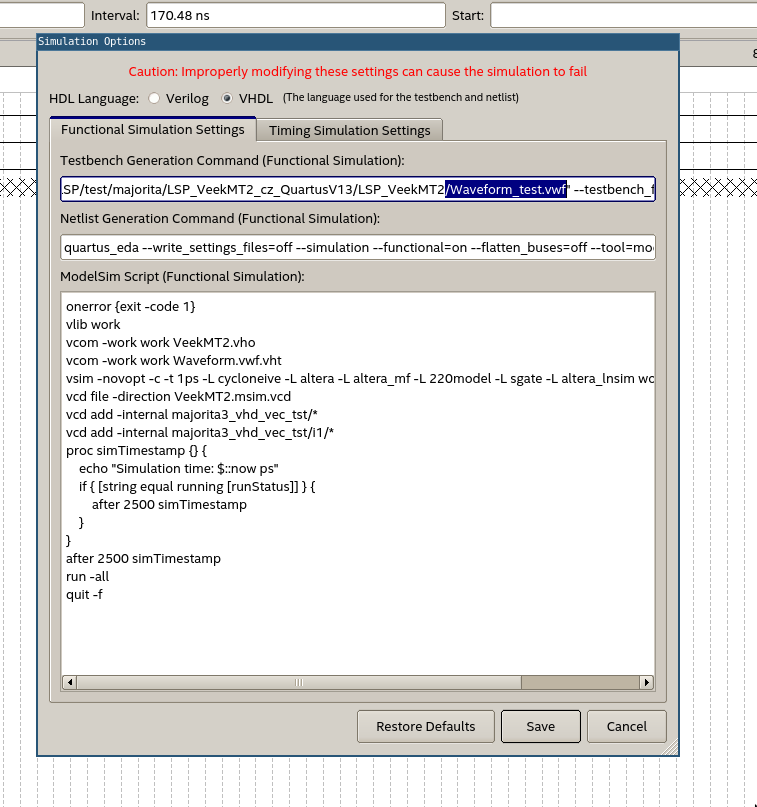 Interval: 170.48 ns Start:
Simulation Options
Caution: Improperly modifying these settings can cause the simulation to fail
HDL Language: Verilog VHDL (The language used for the testbench and netlist)
Functional Simulation Settings Timing Simulation Settings
Testbench Generation Command (Functional Simulation):
.SP/test/majorita/LSP_VeekMT2_cz_QuartusV13/LSP_VeekMT2/Waveform_test.vwf" --testbench_f
Netlist Generation Command (Functional Simulation):
quartus_eda --write_settings_files=off --simulation --functional=on --flatten_buses=off --tool=mo
ModelSim Script (Functional Simulation):
onerror {exit -code 1}
vlib work
vcom -work work VeekMT2.vho
vcom -work work Waveform.vwf.vht
vsim -novopt -c -t 1ps -L cycloneive -L altera -L altera_mf -L 220model -L sgate -L altera_lnsim wo
vcd file -direction VeekMT2.msim.vcd
vcd add -internal majorita3_vhd_vec_tst/*
vcd add -internal majorita3_vhd_vec_tst/i1/*
proc simTimestamp {} {
    echo "Simulation time: $::now ps"
    if { [string equal running [runStatus]] } {
        after 2500 simTimestamp
    }
}
after 2500 simTimestamp
run -all
quit -f
Restore Defaults Save Cancel